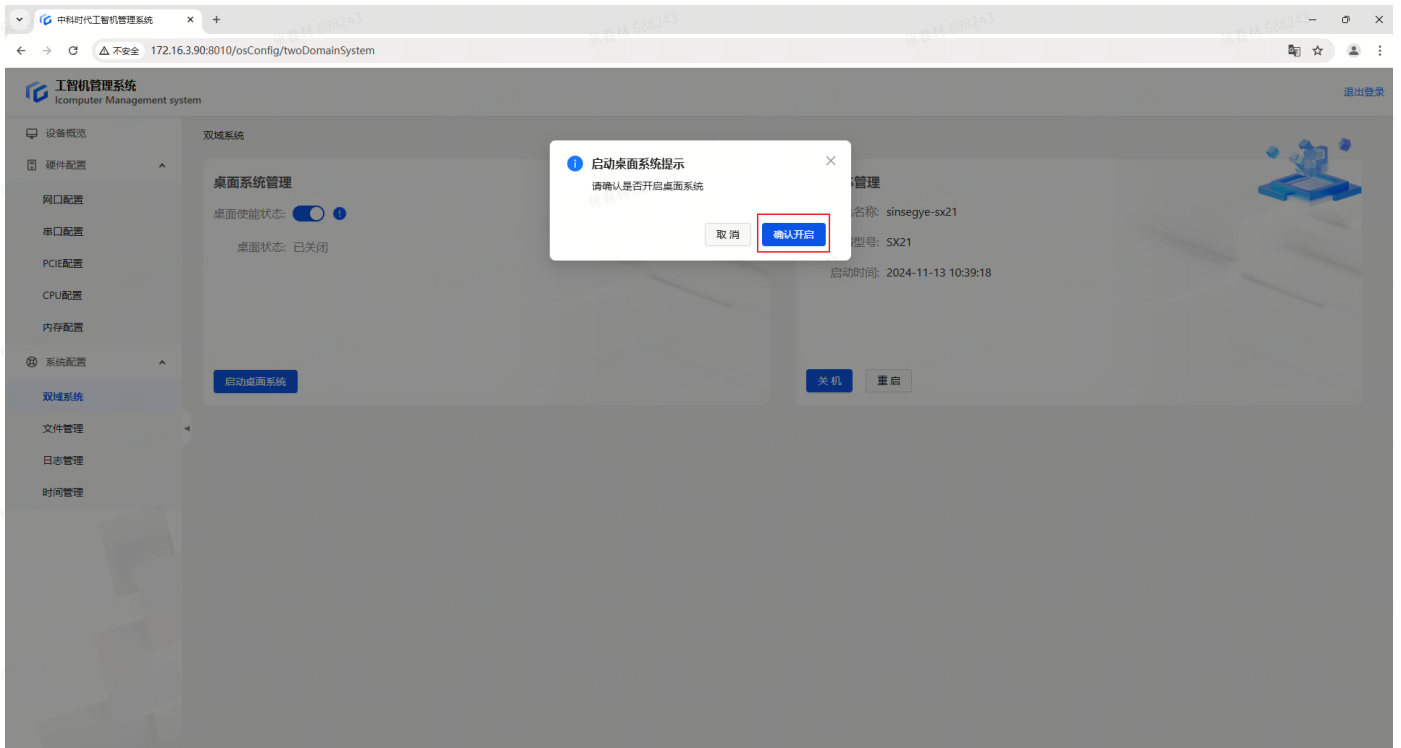 中科时代工智机管理系统
不安全 172.16.3.90:8010/osConfig/twoDomainSystem
工智机管理系统
Icomputer Management system
退出登录
设备概览
硬件配置
网口配置
串口配置
PCIE配置
CPU配置
内存配置
系统配置
双域系统
文件管理
日志管理
时间管理
双域系统
桌面系统管理
桌面使能状态:
桌面状态: 已关闭
启动桌面系统
启动桌面系统提示
请确认是否开启桌面系统
取 消
确认开启
管理
名称: sinsegye-sx21
型号: SX21
启动时间: 2024-11-13 10:39:18
关 机
重 启
张春林 688243